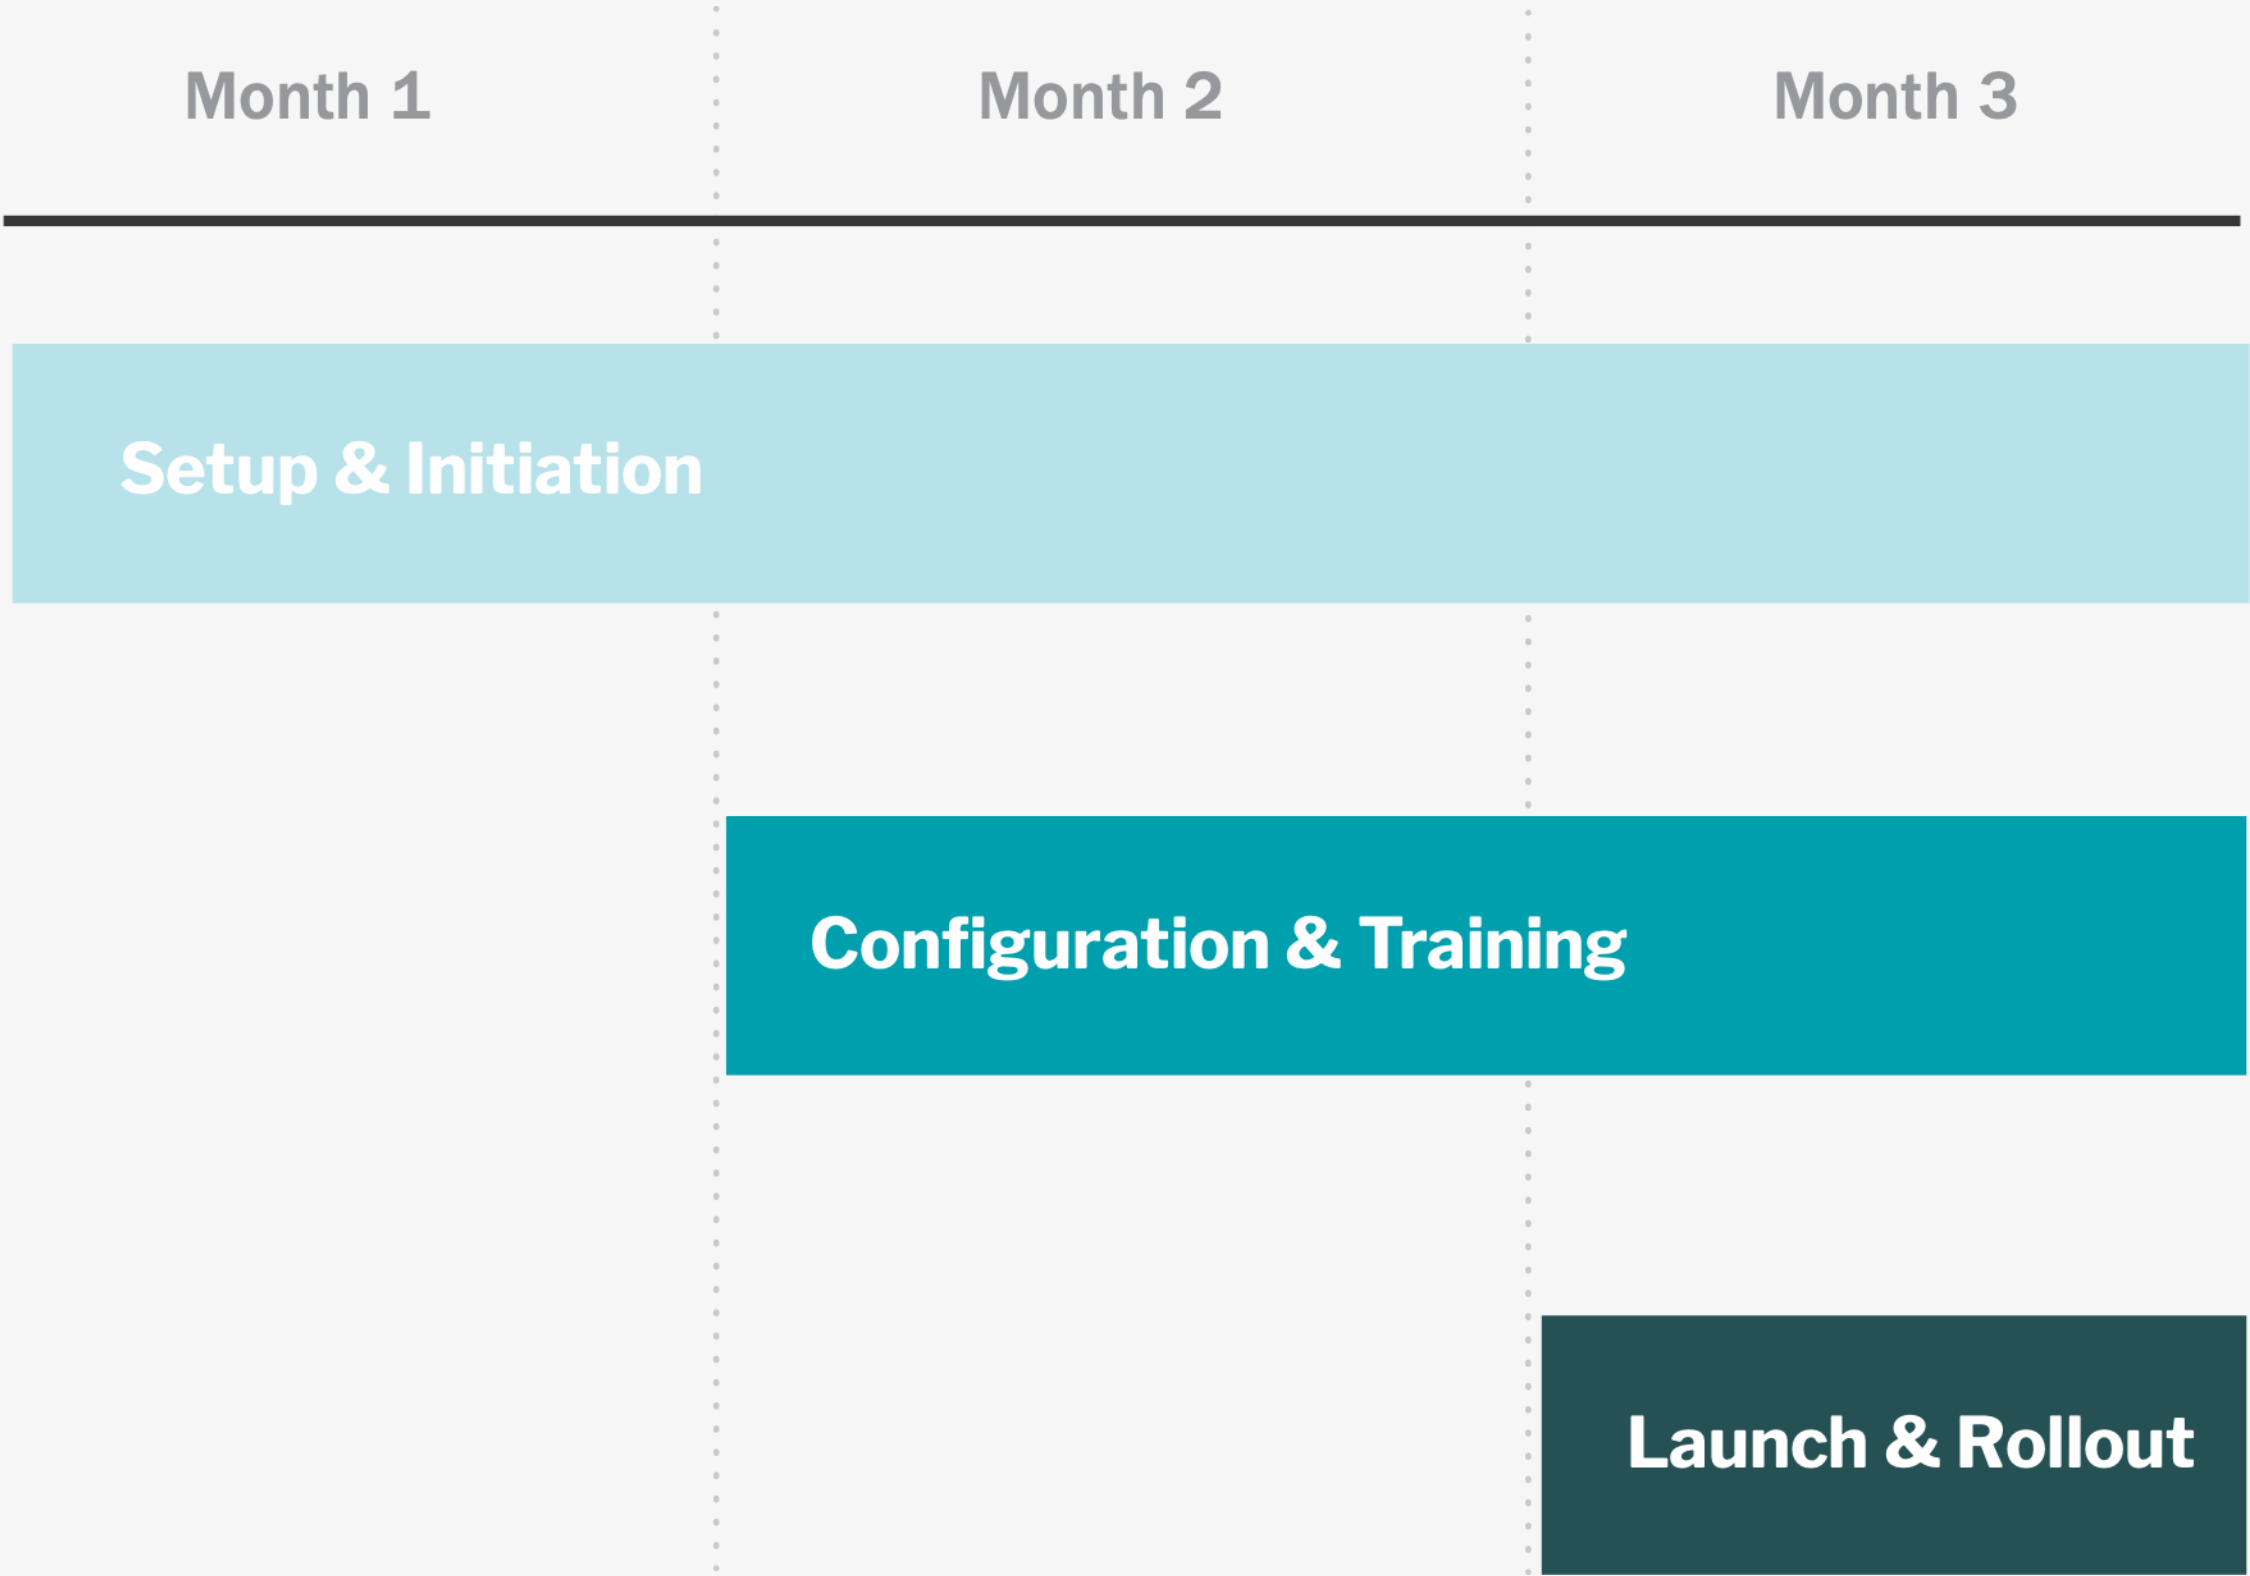 Month 1
Month 2
Month 3
Setup & Initiation
Configuration & Training
Launch & Rollout